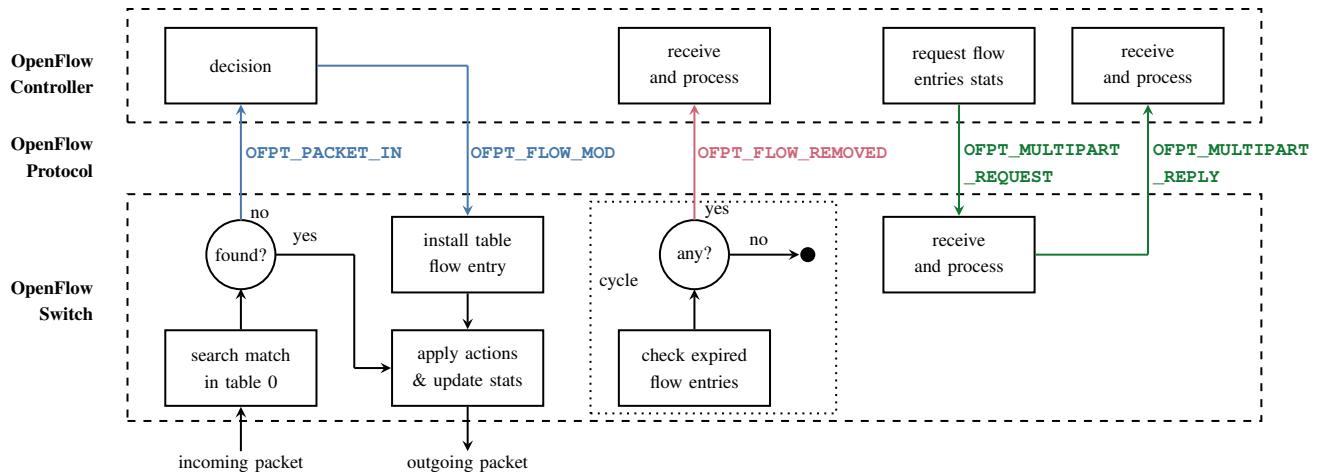 OpenFlow
Controller
decision
receive
and process
request flow
entries stats
receive
and process
OpenFlow
Protocol
OFPT_PACKET_IN
OFPT_FLOW_MOD
OFPT_FLOW_REMOVED
OFPT_MULTIPART
_REQUEST
OFPT_MULTIPART
_REPLY
OpenFlow
Switch
no
found?
yes
install table
flow entry
yes
any?
no
cycle
receive
and process
search match
in table 0
apply actions
& update stats
check expired
flow entries
incoming packet
outgoing packet